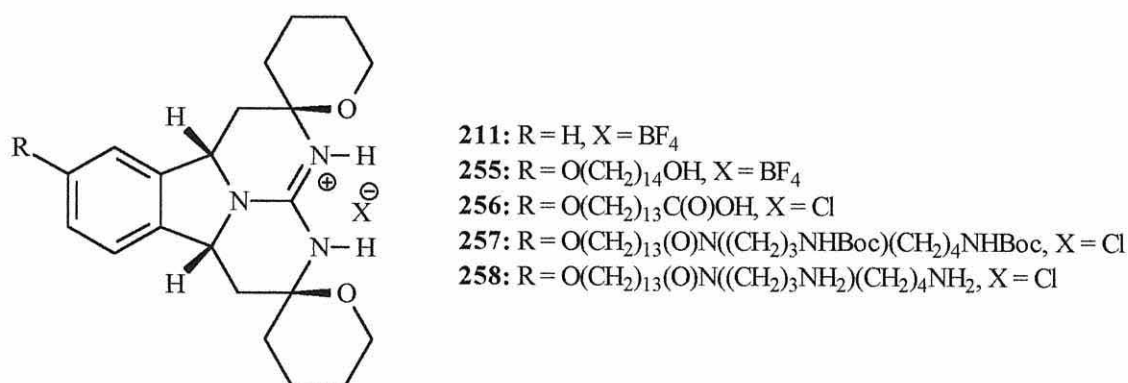 O
H
R
N–H
⊕
N
⊖
X
N–H
H
O
211: R = H, X = BF₄
255: R = O(CH₂)₁₄OH, X = BF₄
256: R = O(CH₂)₁₃C(O)OH, X = Cl
257: R = O(CH₂)₁₃(O)N((CH₂)₃NHBoc)(CH₂)₄NHBoc, X = Cl
258: R = O(CH₂)₁₃(O)N((CH₂)₃NH₂)(CH₂)₄NH₂, X = Cl